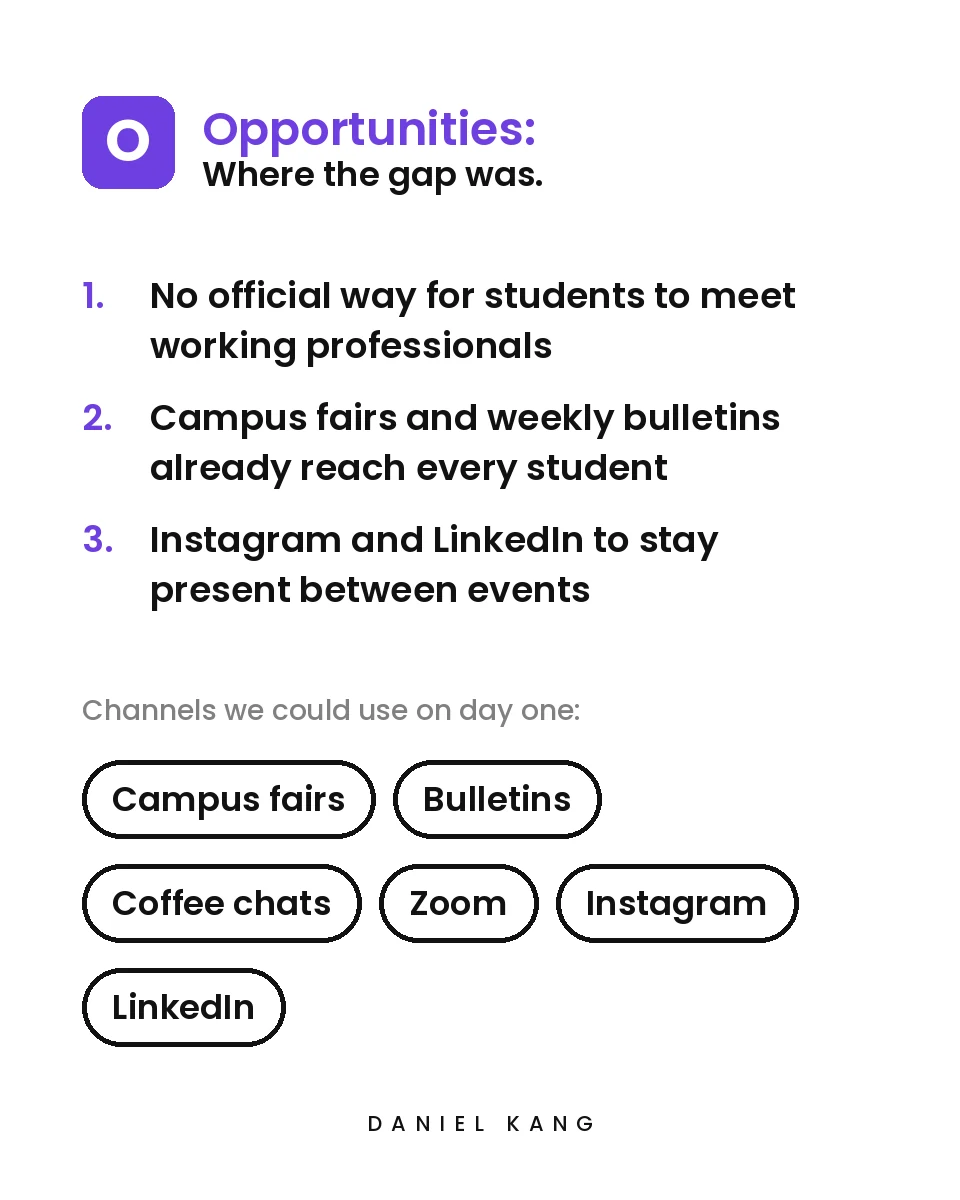 O
Opportunities:
Where the gap was.
1. No official way for students to meet
working professionals
2. Campus fairs and weekly bulletins
already reach every student
3. Instagram and LinkedIn to stay
present between events
Channels we could use on day one:
Campus fairs Bulletins
Coffee chats Zoom Instagram
LinkedIn
DANIEL KANG